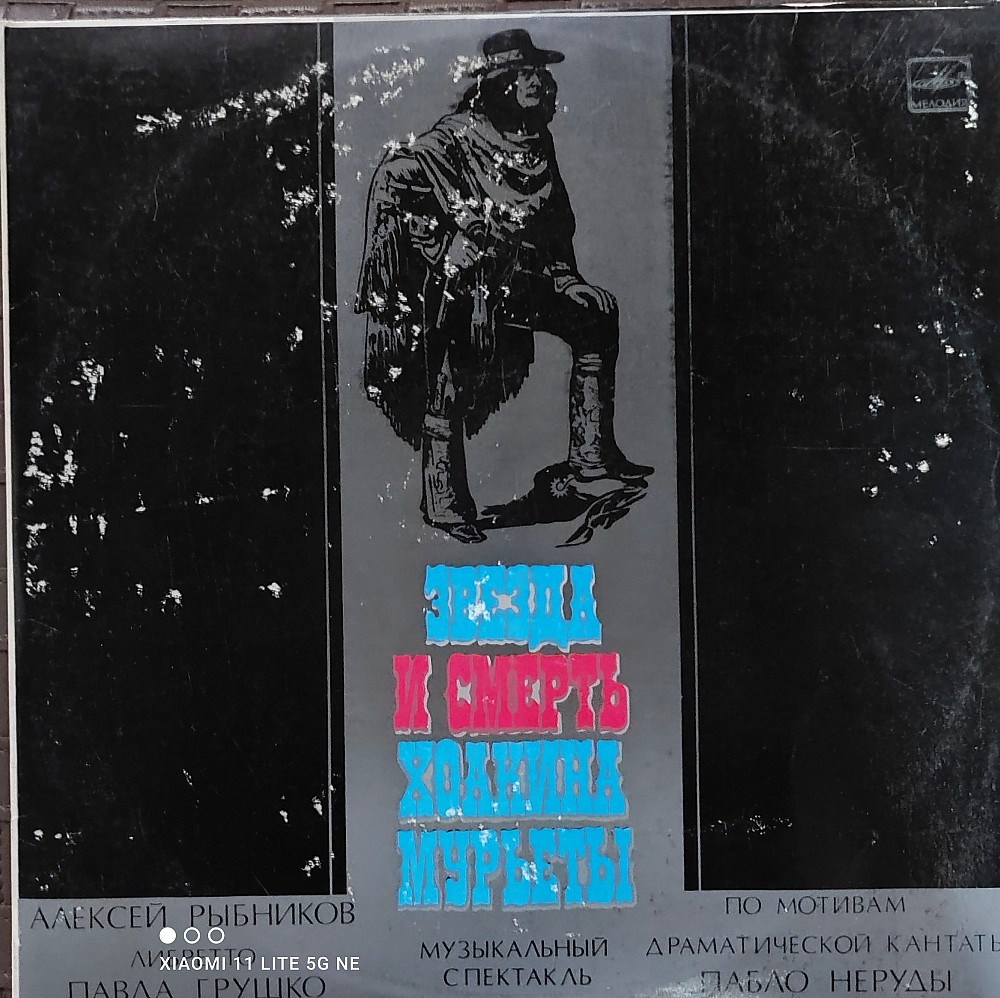 МЕЛОДИЯ
ЗВЕЗДА
И СМЕРТЬ
ХОАКИНА
МУРЬЕТЫ
АЛЕКСЕЙ РЫБНИКОВ
ЛИБРЕТТО
ПАВЛА ГРУШКО
МУЗЫКАЛЬНЫЙ
СПЕКТАКЛЬ
ПО МОТИВАМ
ДРАМАТИЧЕСКОЙ КАНТАТЫ
ПАБЛО НЕРУДЫ
XIAOMI 11 LITE 5G NE